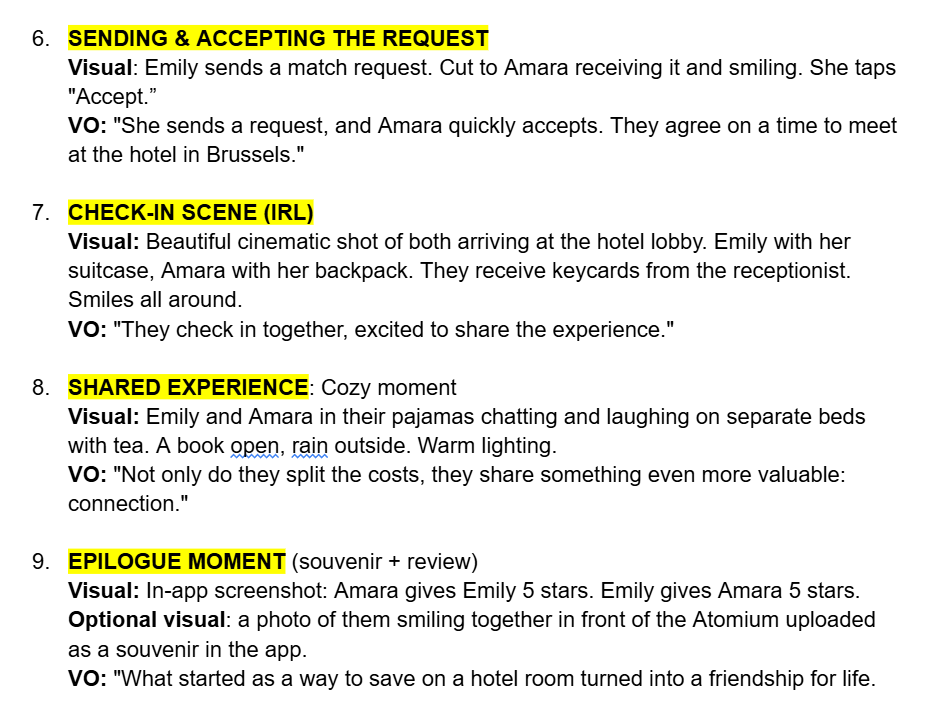 6. SENDING & ACCEPTING THE REQUEST
Visual: Emily sends a match request. Cut to Amara receiving it and smiling. She taps
"Accept.”
VO: "She sends a request, and Amara quickly accepts. They agree on a time to meet
at the hotel in Brussels."
7. CHECK-IN SCENE (IRL)
Visual: Beautiful cinematic shot of both arriving at the hotel lobby. Emily with her
suitcase, Amara with her backpack. They receive keycards from the receptionist.
Smiles all around.
VO: "They check in together, excited to share the experience."
8. SHARED EXPERIENCE: Cozy moment
Visual: Emily and Amara in their pajamas chatting and laughing on separate beds
with tea. A book open, rain outside. Warm lighting.
VO: "Not only do they split the costs, they share something even more valuable:
connection."
9. EPILOGUE MOMENT (souvenir + review)
Visual: In-app screenshot: Amara gives Emily 5 stars. Emily gives Amara 5 stars.
Optional visual: a photo of them smiling together in front of the Atomium uploaded
as a souvenir in the app.
VO: "What started as a way to save on a hotel room turned into a friendship for life.